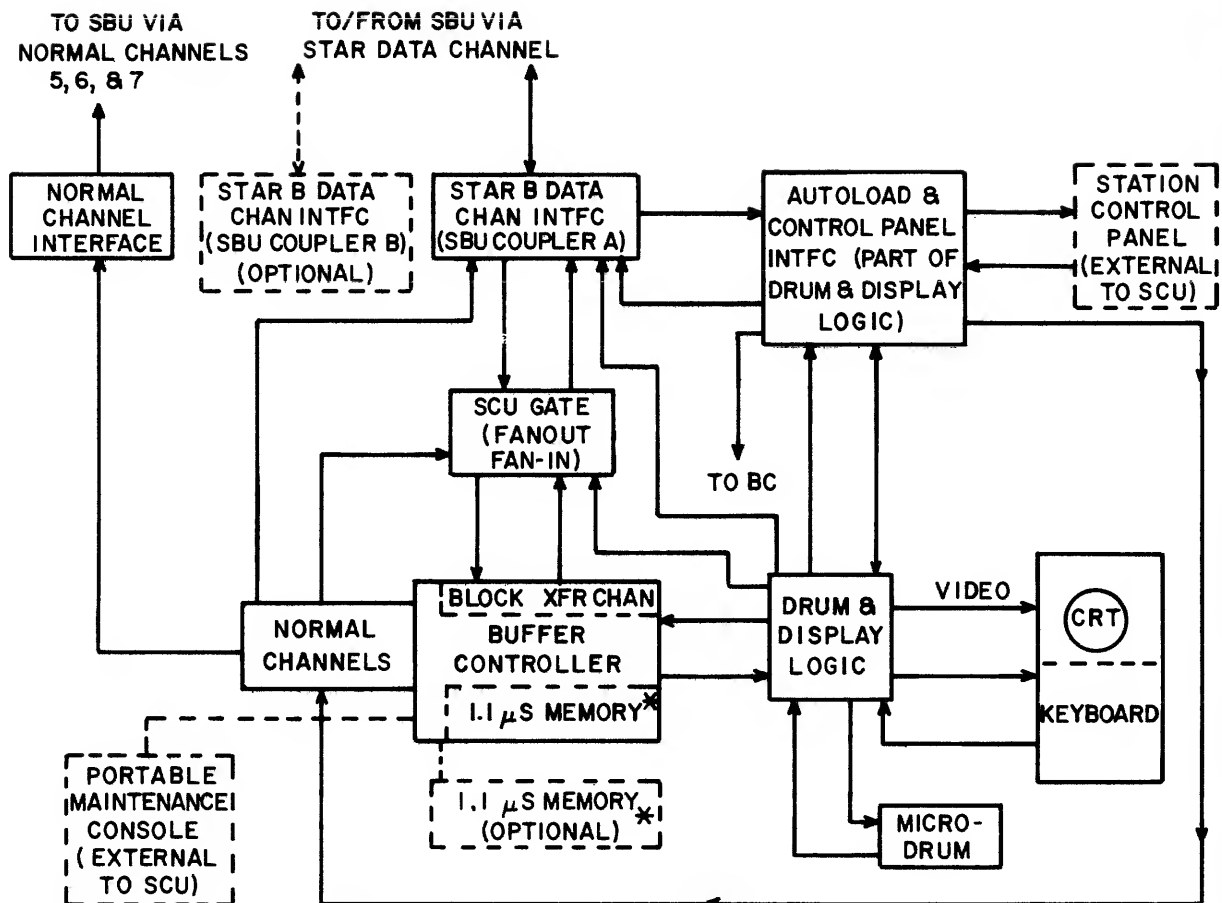 TO SBU VIA
NORMAL CHANNELS
5, 6, & 7
TO/FROM SBU VIA
STAR DATA CHANNEL
NORMAL
CHANNEL
INTERFACE
STAR B DATA
CHAN INTFC
(SBU COUPLER B)
(OPTIONAL)
STAR B DATA
CHAN INTFC
(SBU COUPLER A)
AUTOLOAD &
CONTROL PANEL
INTFC (PART OF
DRUM & DISPLAY
LOGIC)
STATION
CONTROL
PANEL
(EXTERNAL
TO SCU)
SCU GATE
(FANOUT
FAN-IN)
TO BC
NORMAL
CHANNELS
BLOCK XFR CHAN
BUFFER
CONTROLLER
1.1 μS MEMORY*
DRUM &
DISPLAY
LOGIC
VIDEO
CRT
KEYBOARD
PORTABLE
MAINTENANCE
CONSOLE
(EXTERNAL
TO SCU)
1.1 μS MEMORY*
(OPTIONAL)
MICRO-
DRUM